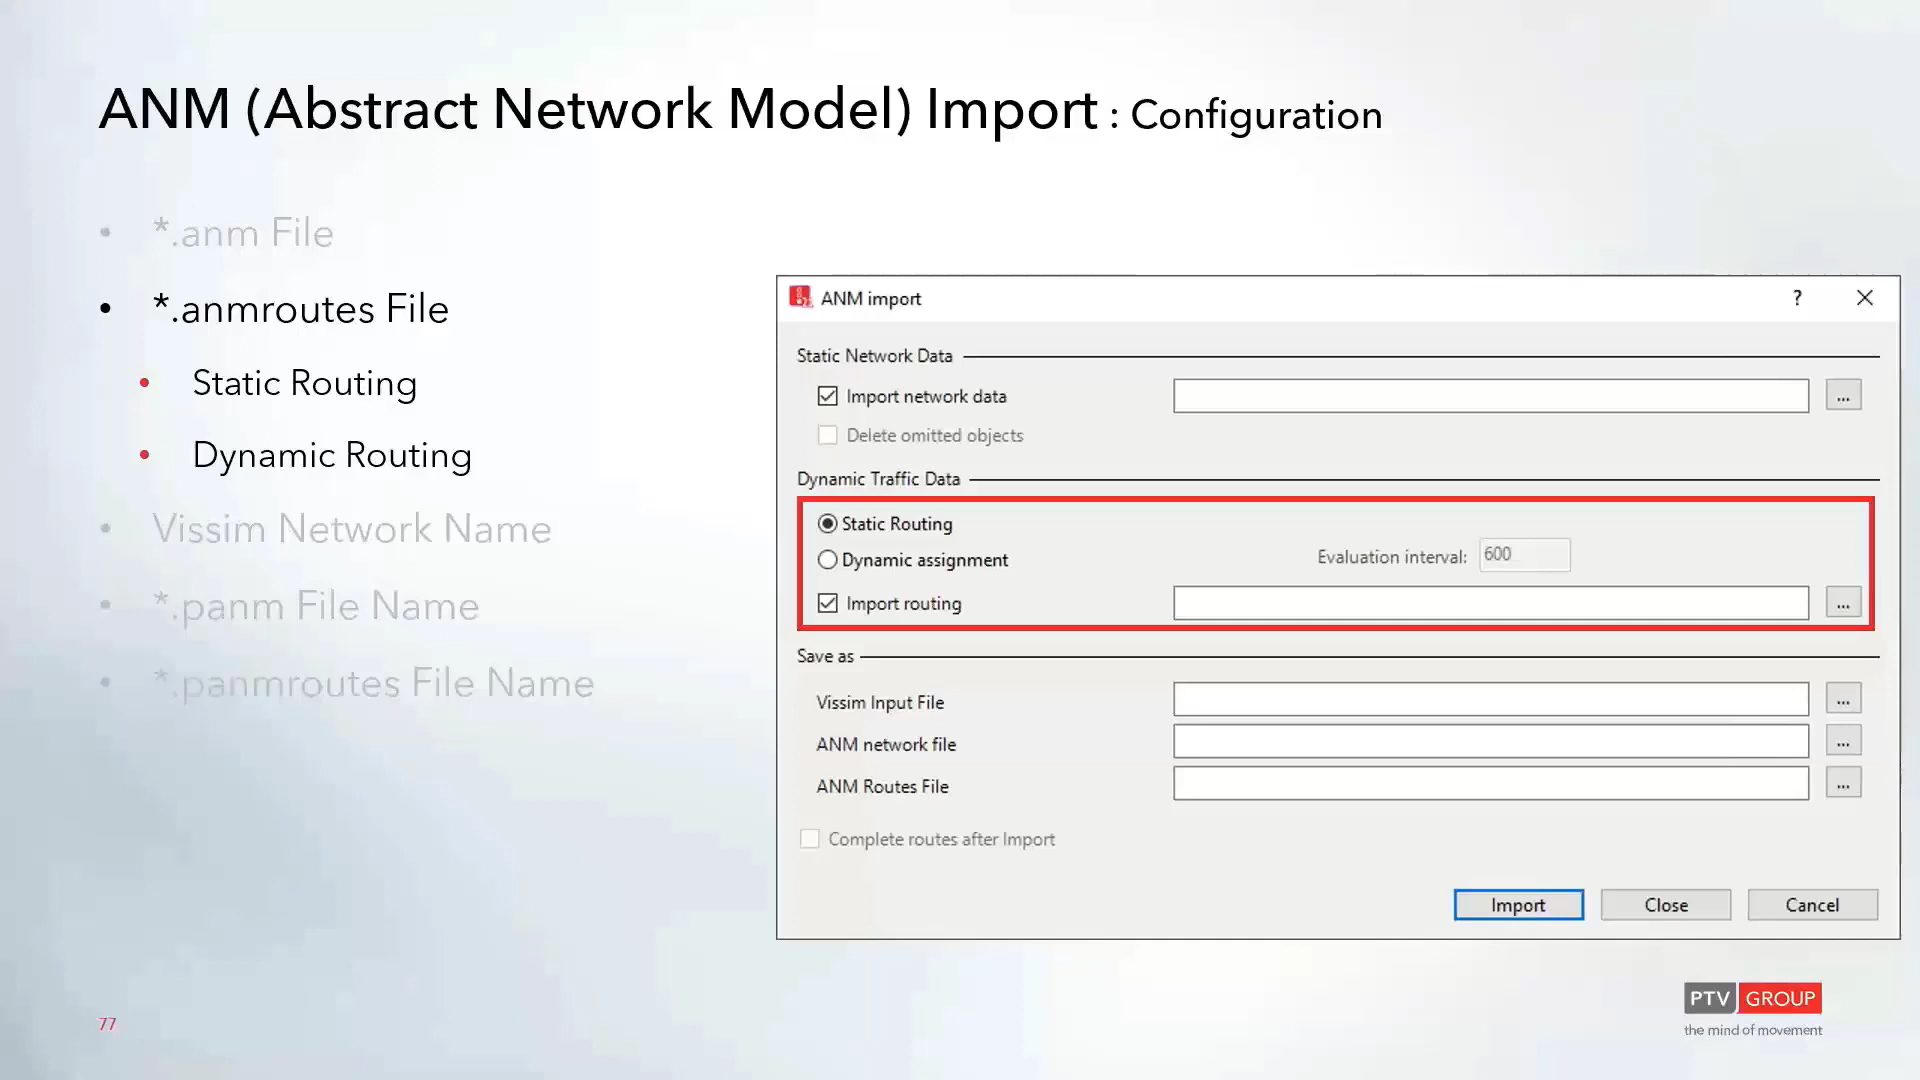 ANM (Abstract Network Model) Import : Configuration
• *.anm File
• *.anmroutes File
• Static Routing
• Dynamic Routing
• Vissim Network Name
• *.panm File Name
• *.panmroutes File Name
ANM import ?
Static Network Data
Import network data ...
Delete omitted objects
Dynamic Traffic Data
Static Routing
Dynamic assignment Evaluation interval: 600
Import routing ...
Save as
Vissim Input File ...
ANM network file ...
ANM Routes File ...
Complete routes after Import
Import Close Cancel
77
PTV GROUP
the mind of movement